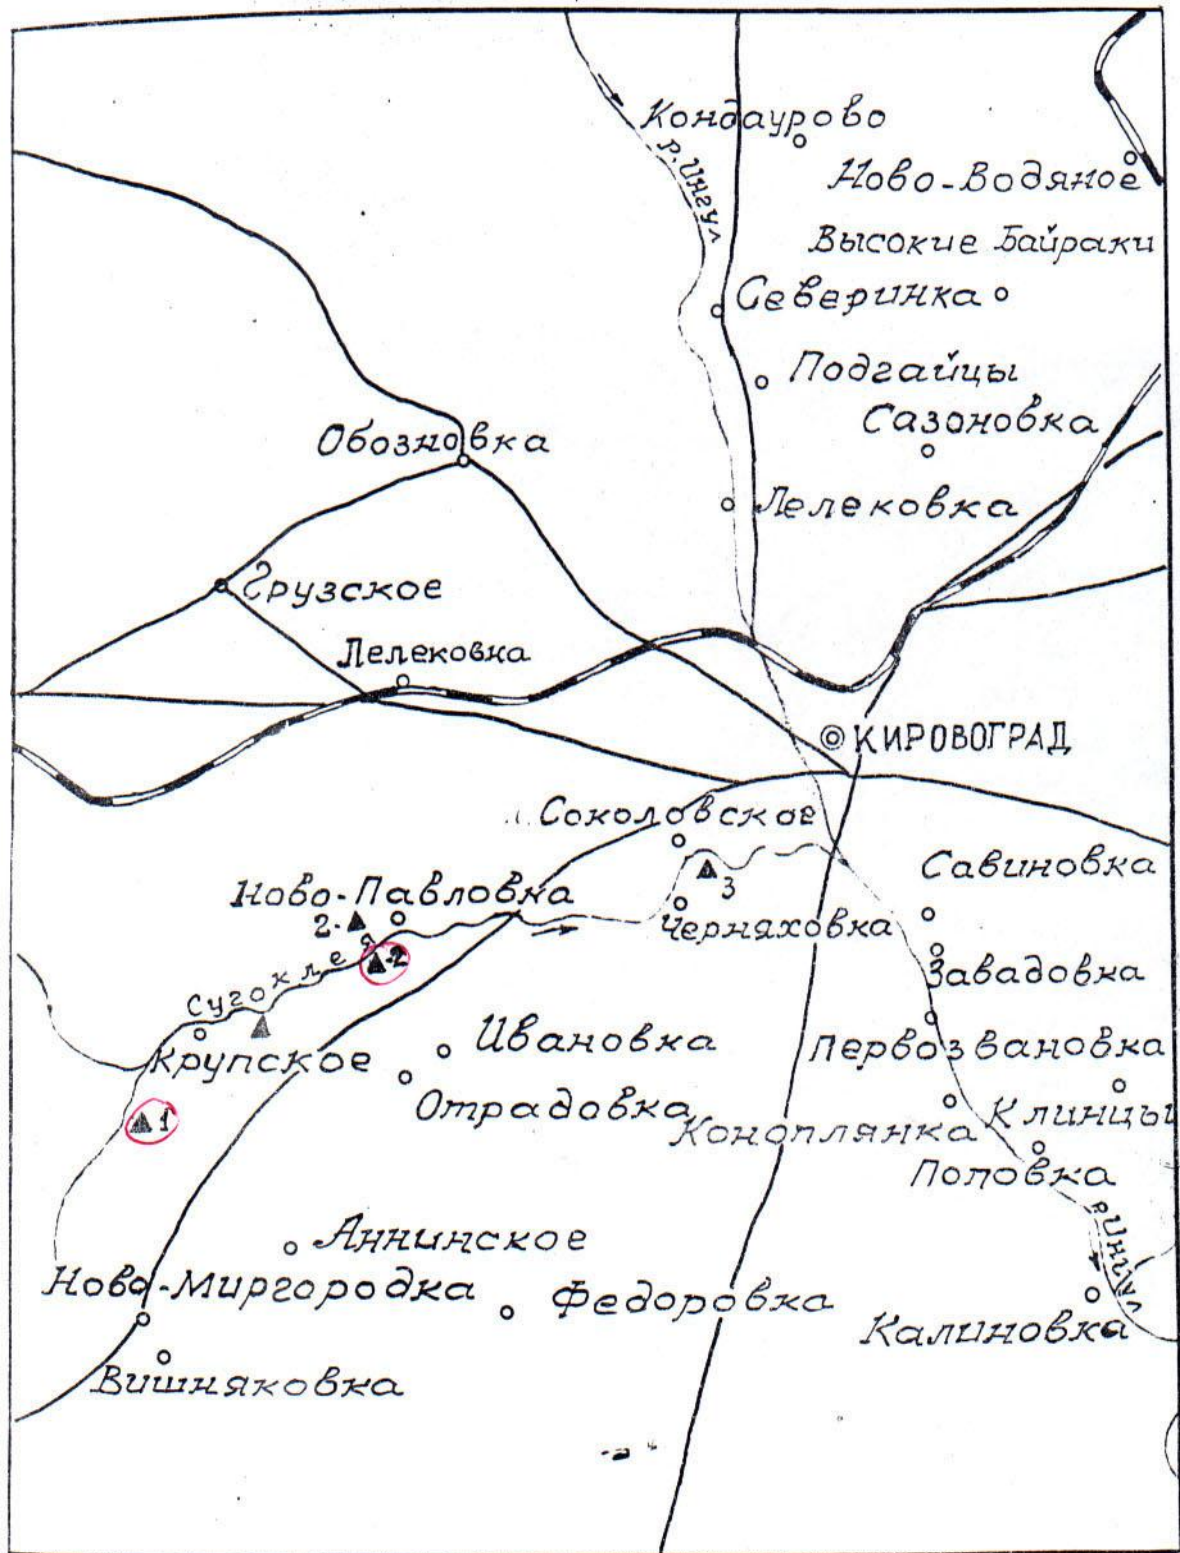 Кондаурово
р. Ингул
Ново-Водяное
Высокие Байраки
Северинка
Подгайцы
Сазоновка
Обозновка
Лелековка
Грузское
Лелековка
КИРОВОГРАД
Соколовское
Савиновка
Ново-Павловка
3
2-
Черняховка
Сугоклея
-2
Завадовка
Ивановка
Первозвановка
Крупское
Отрадовка
Клинцы
1
Коноплянка
Поповка
р. Ингул
Аннинское
Ново-Миргородка
Федоровка
Калиновка
Вишняковка